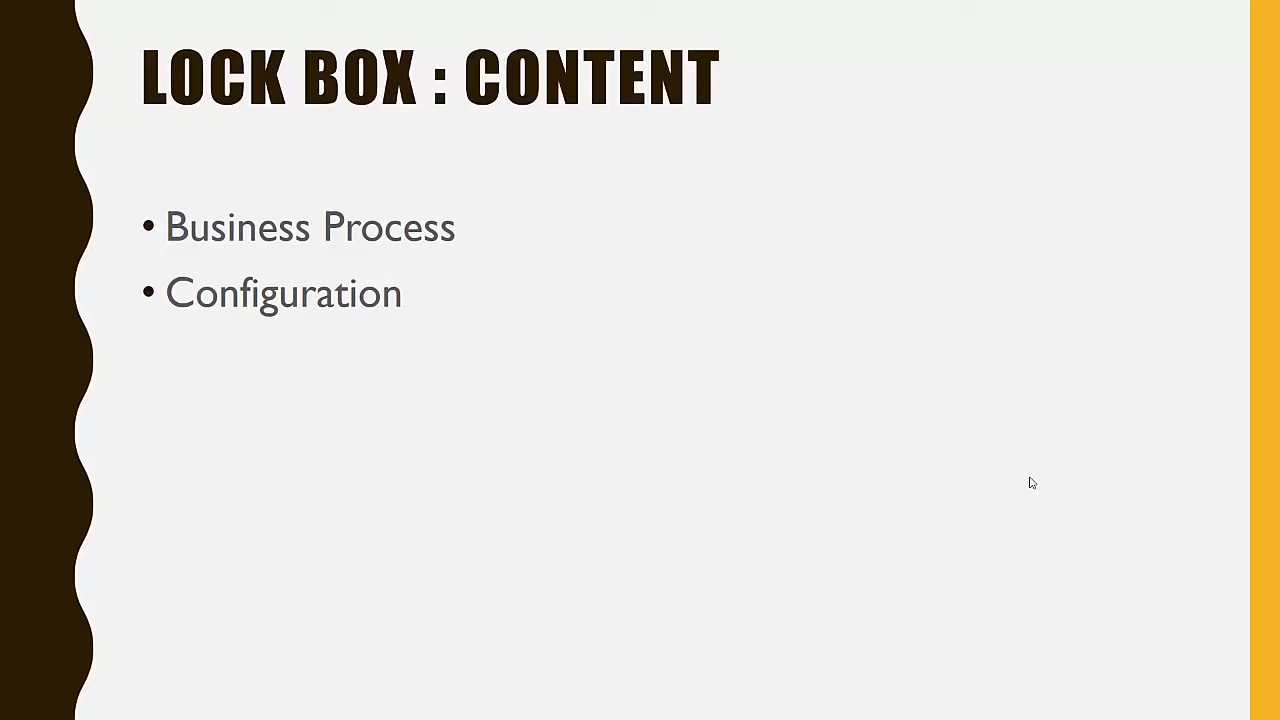 LOCK BOX : CONTENT
• Business Process
• Configuration